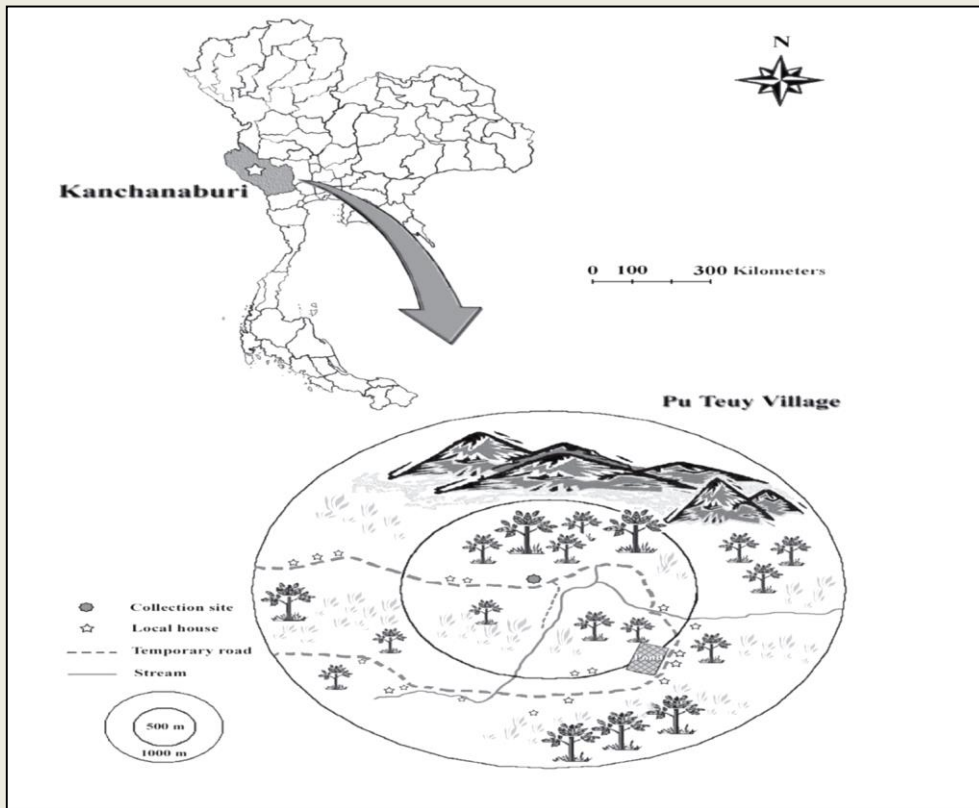 N
Kanchanaburi
0 100 300 Kilometers
Pu Teuy Village
Collection site
Local house
Temporary road
Stream
500 m
1000 m